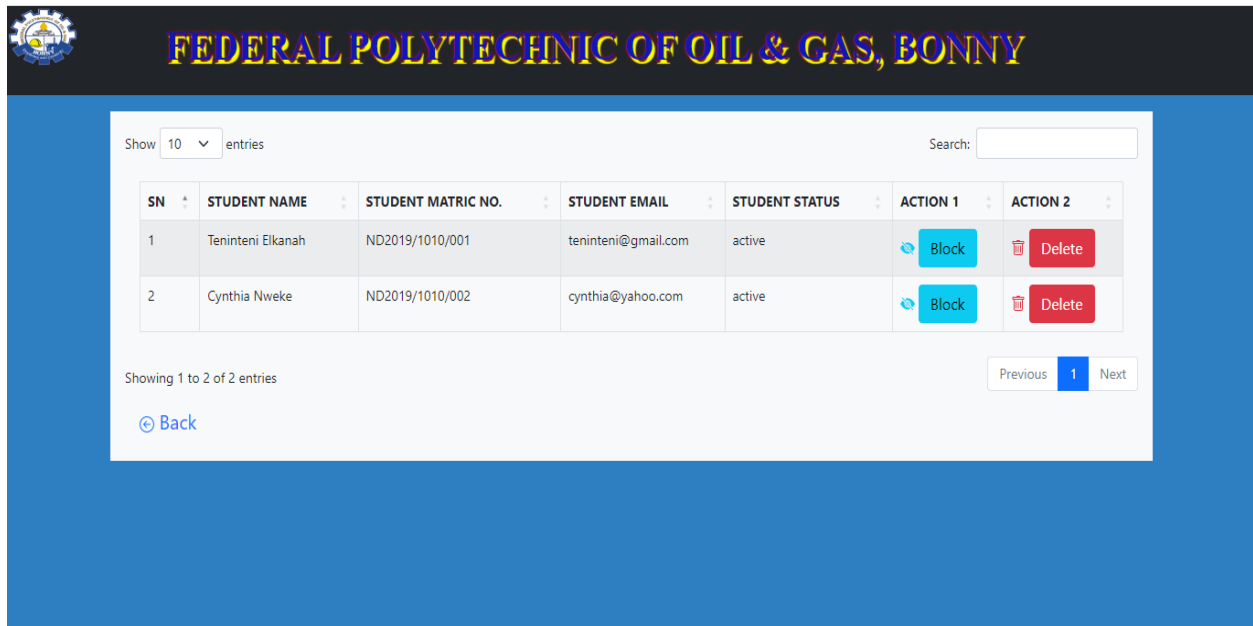 FEDERAL POLYTECHNIC OF OIL & GAS, BONNY
Show 10 entries Search:
SN STUDENT NAME STUDENT MATRIC NO. STUDENT EMAIL STUDENT STATUS ACTION 1 ACTION 2
1 Teninteni Elkanah ND2019/1010/001 teninteni@gmail.com active Block Delete
2 Cynthia Nweke ND2019/1010/002 cynthia@yahoo.com active Block Delete
Showing 1 to 2 of 2 entries Previous 1 Next
Back